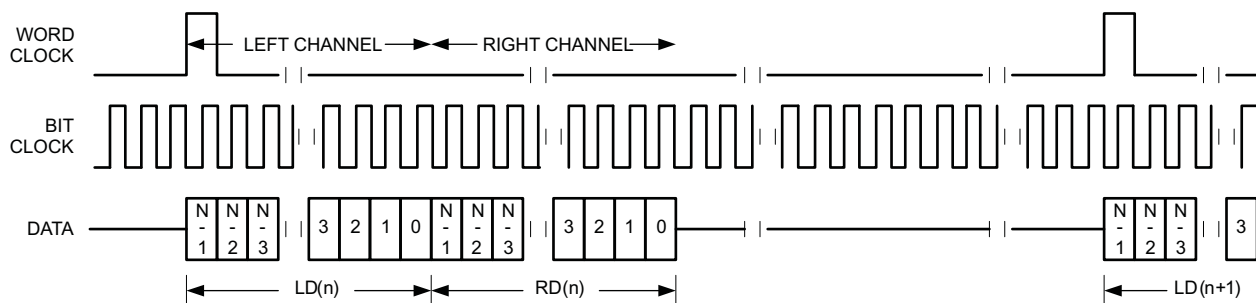 WORD
CLOCK
LEFT CHANNEL
RIGHT CHANNEL
BIT
CLOCK
DATA
N-1 N-2 N-3 3 2 1 0 N-1 N-2 N-3 3 2 1 0 N-1 N-2 N-3 3
LD(n) RD(n) LD(n+1)